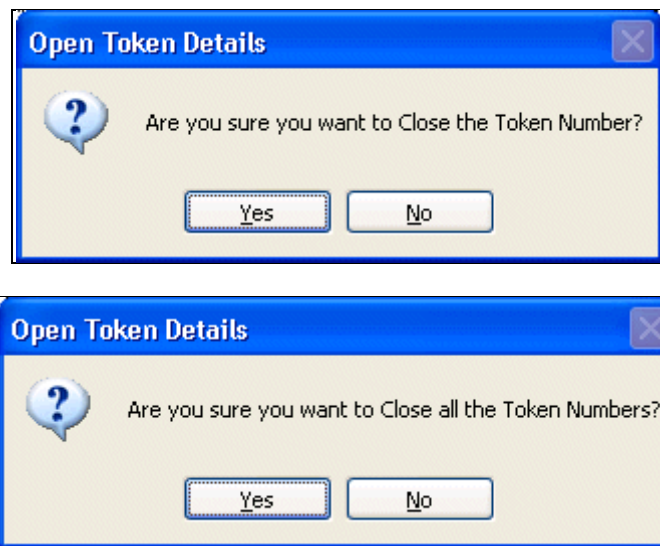 Open Token Details
Are you sure you want to Close the Token Number?
Yes No
Open Token Details
Are you sure you want to Close all the Token Numbers?
Yes No